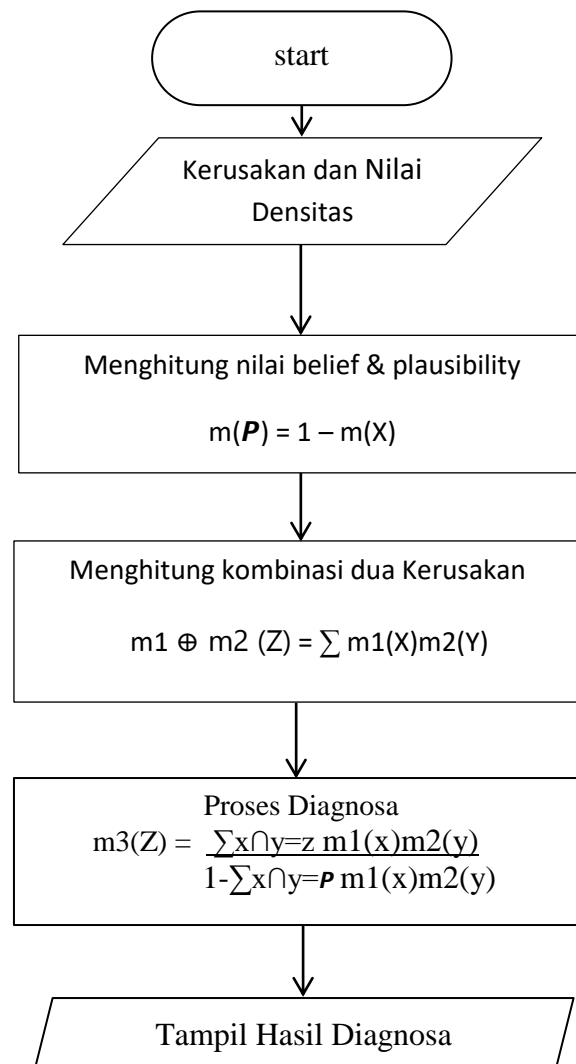 start
Kerusakan dan Nilai
Densitas
Menghitung nilai belief & plausibility
m(P) = 1 – m(X)
Menghitung kombinasi dua Kerusakan
m1 ⊕ m2 (Z) = ∑ m1(X)m2(Y)
Proses Diagnosa
m3(Z) = ∑x∩y=z m1(x)m2(y)
1-∑x∩y=P m1(x)m2(y)
Tampil Hasil Diagnosa